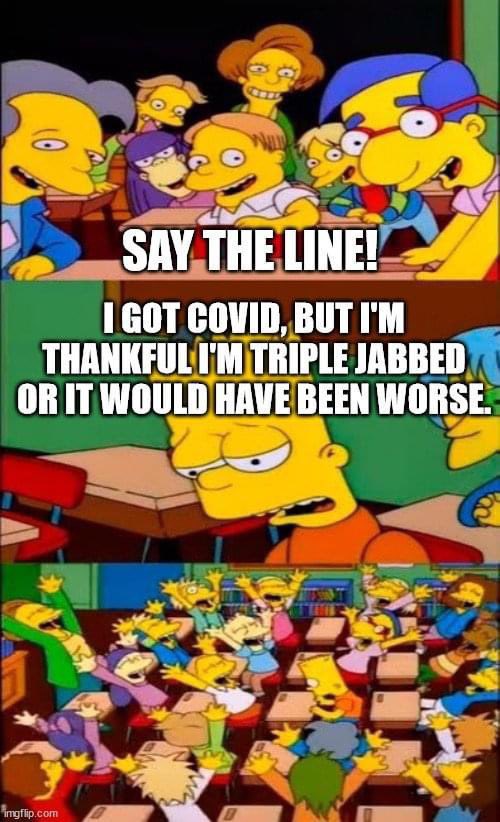 SAY THE LINE!
I GOT COVID, BUT I'M
THANKFUL I'M TRIPLE JABBED
OR IT WOULD HAVE BEEN WORSE.
imgflip.com